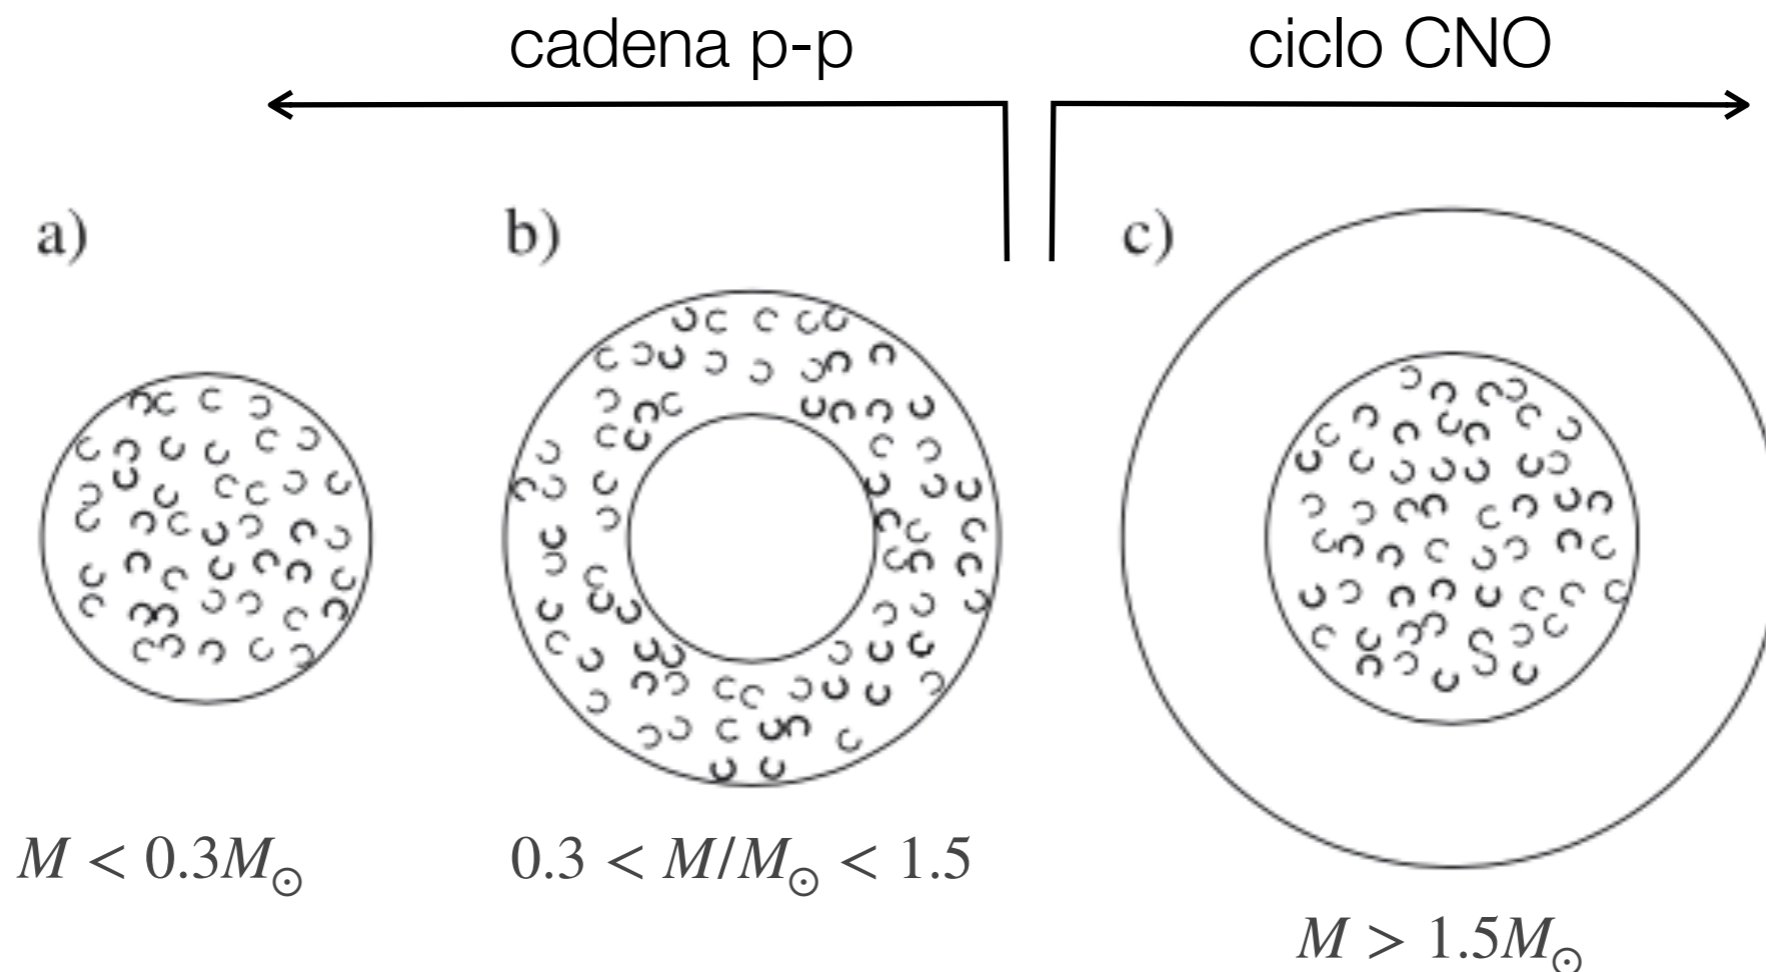 cadena p-p
ciclo CNO
a)
b)
c)
M < 0.3M☉
0.3 < M/M☉ < 1.5
M > 1.5M☉